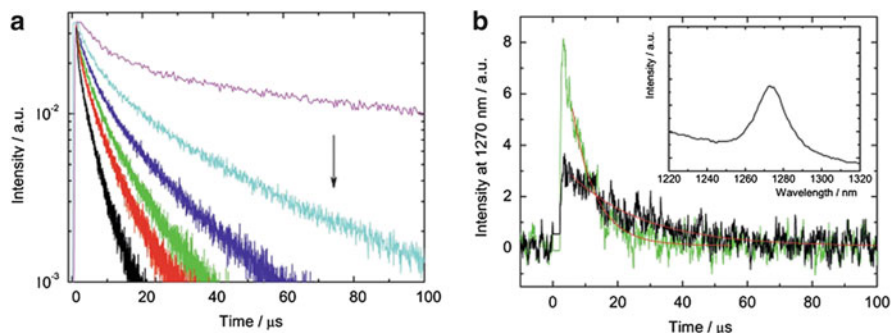 a
Intensity / a.u.
10⁻²
10⁻³
0 20 40 60 80 100
Time / μs
b
Intensity at 1270 nm / a.u.
8
6
4
2
0
0 20 40 60 80 100
Time / μs
Intensity / a.u.
1220 1240 1260 1280 1300 1320
Wavelength / nm